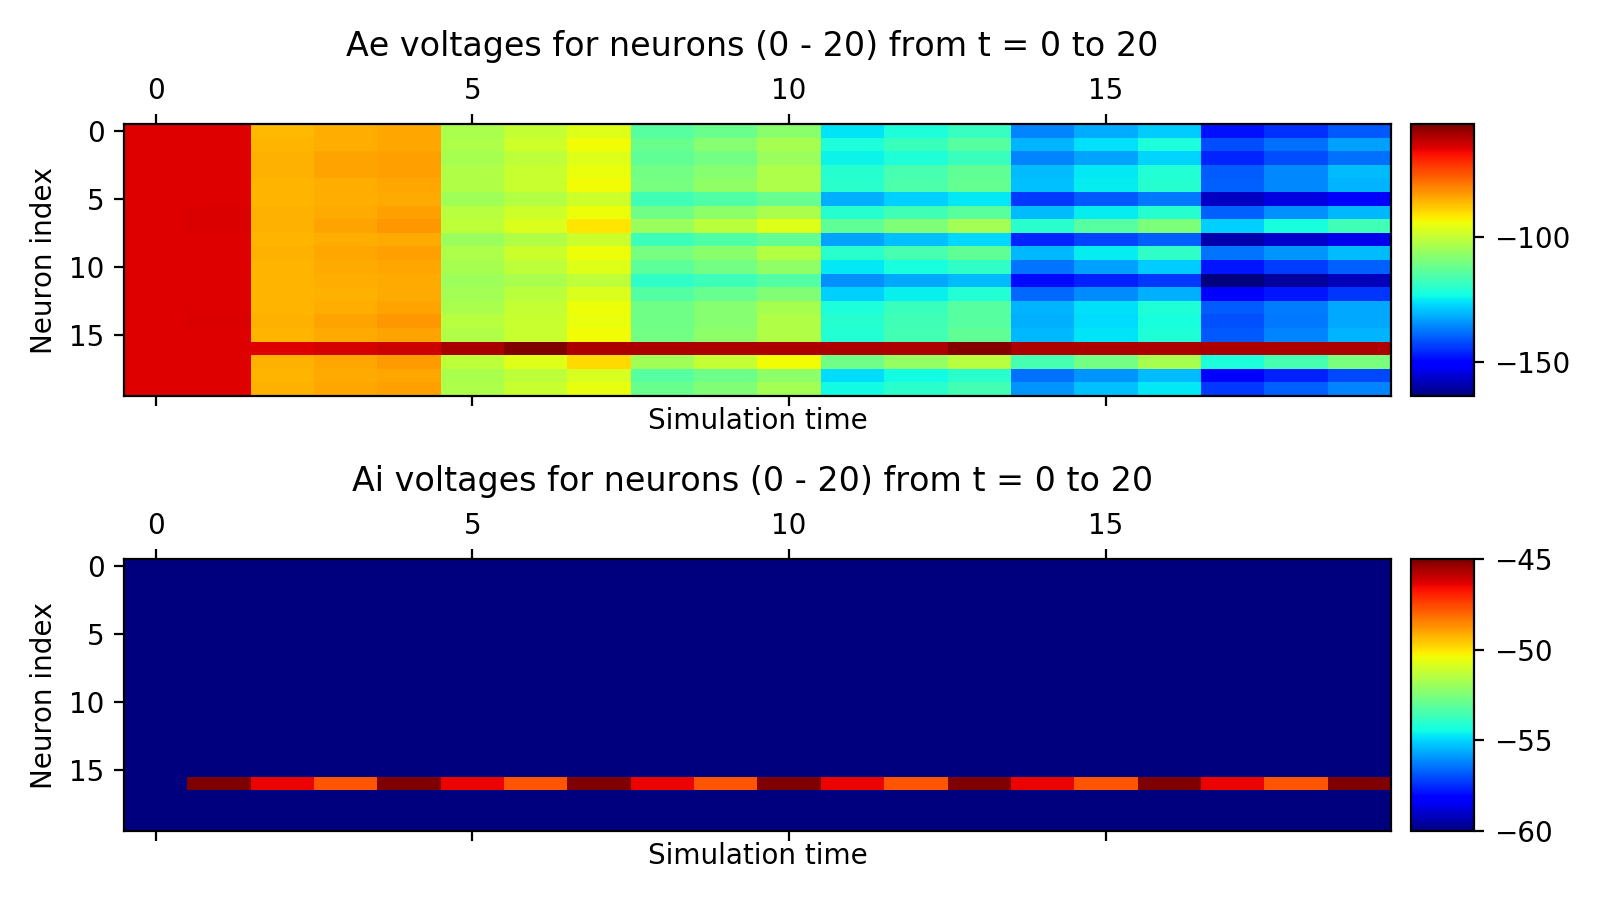 Ae voltages for neurons (0 - 20) from t = 0 to 20
0 5 10 15
Neuron index
0
5
10
15
Simulation time
−100
−150
Ai voltages for neurons (0 - 20) from t = 0 to 20
0 5 10 15
Neuron index
0
5
10
15
Simulation time
−45
−50
−55
−60